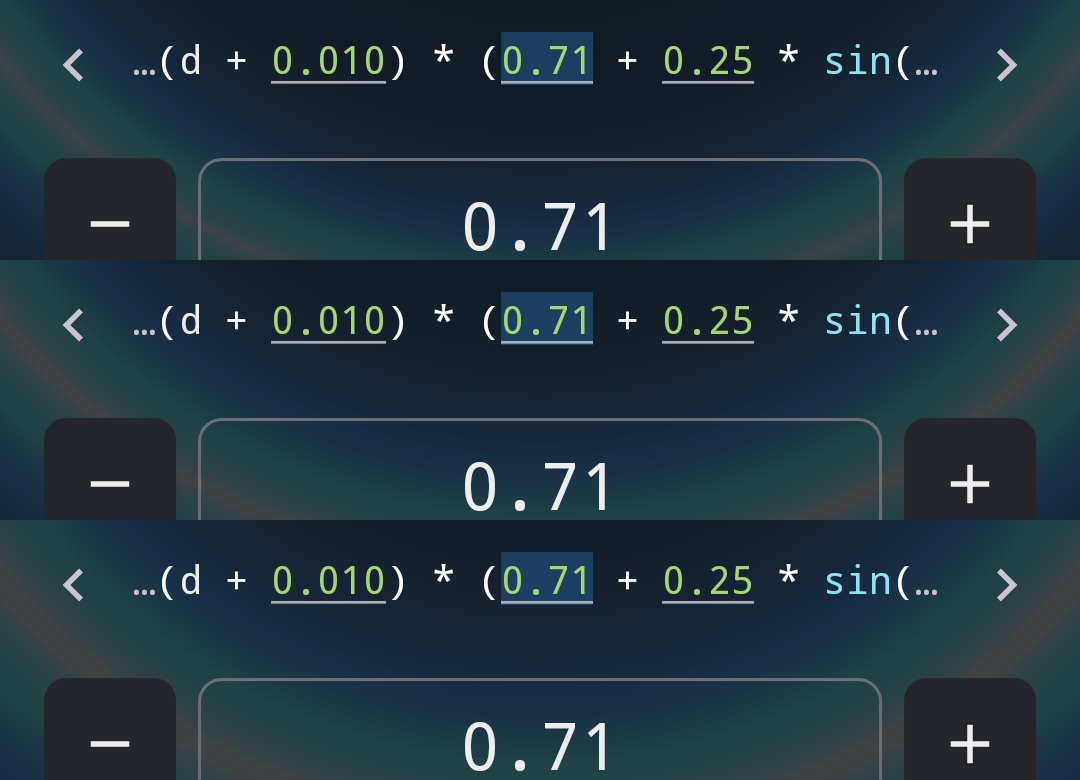 …(d + 0.010) * (0.71 + 0.25 * sin(…
− 0.71 +
…(d + 0.010) * (0.71 + 0.25 * sin(…
− 0.71 +
…(d + 0.010) * (0.71 + 0.25 * sin(…
− 0.71 +